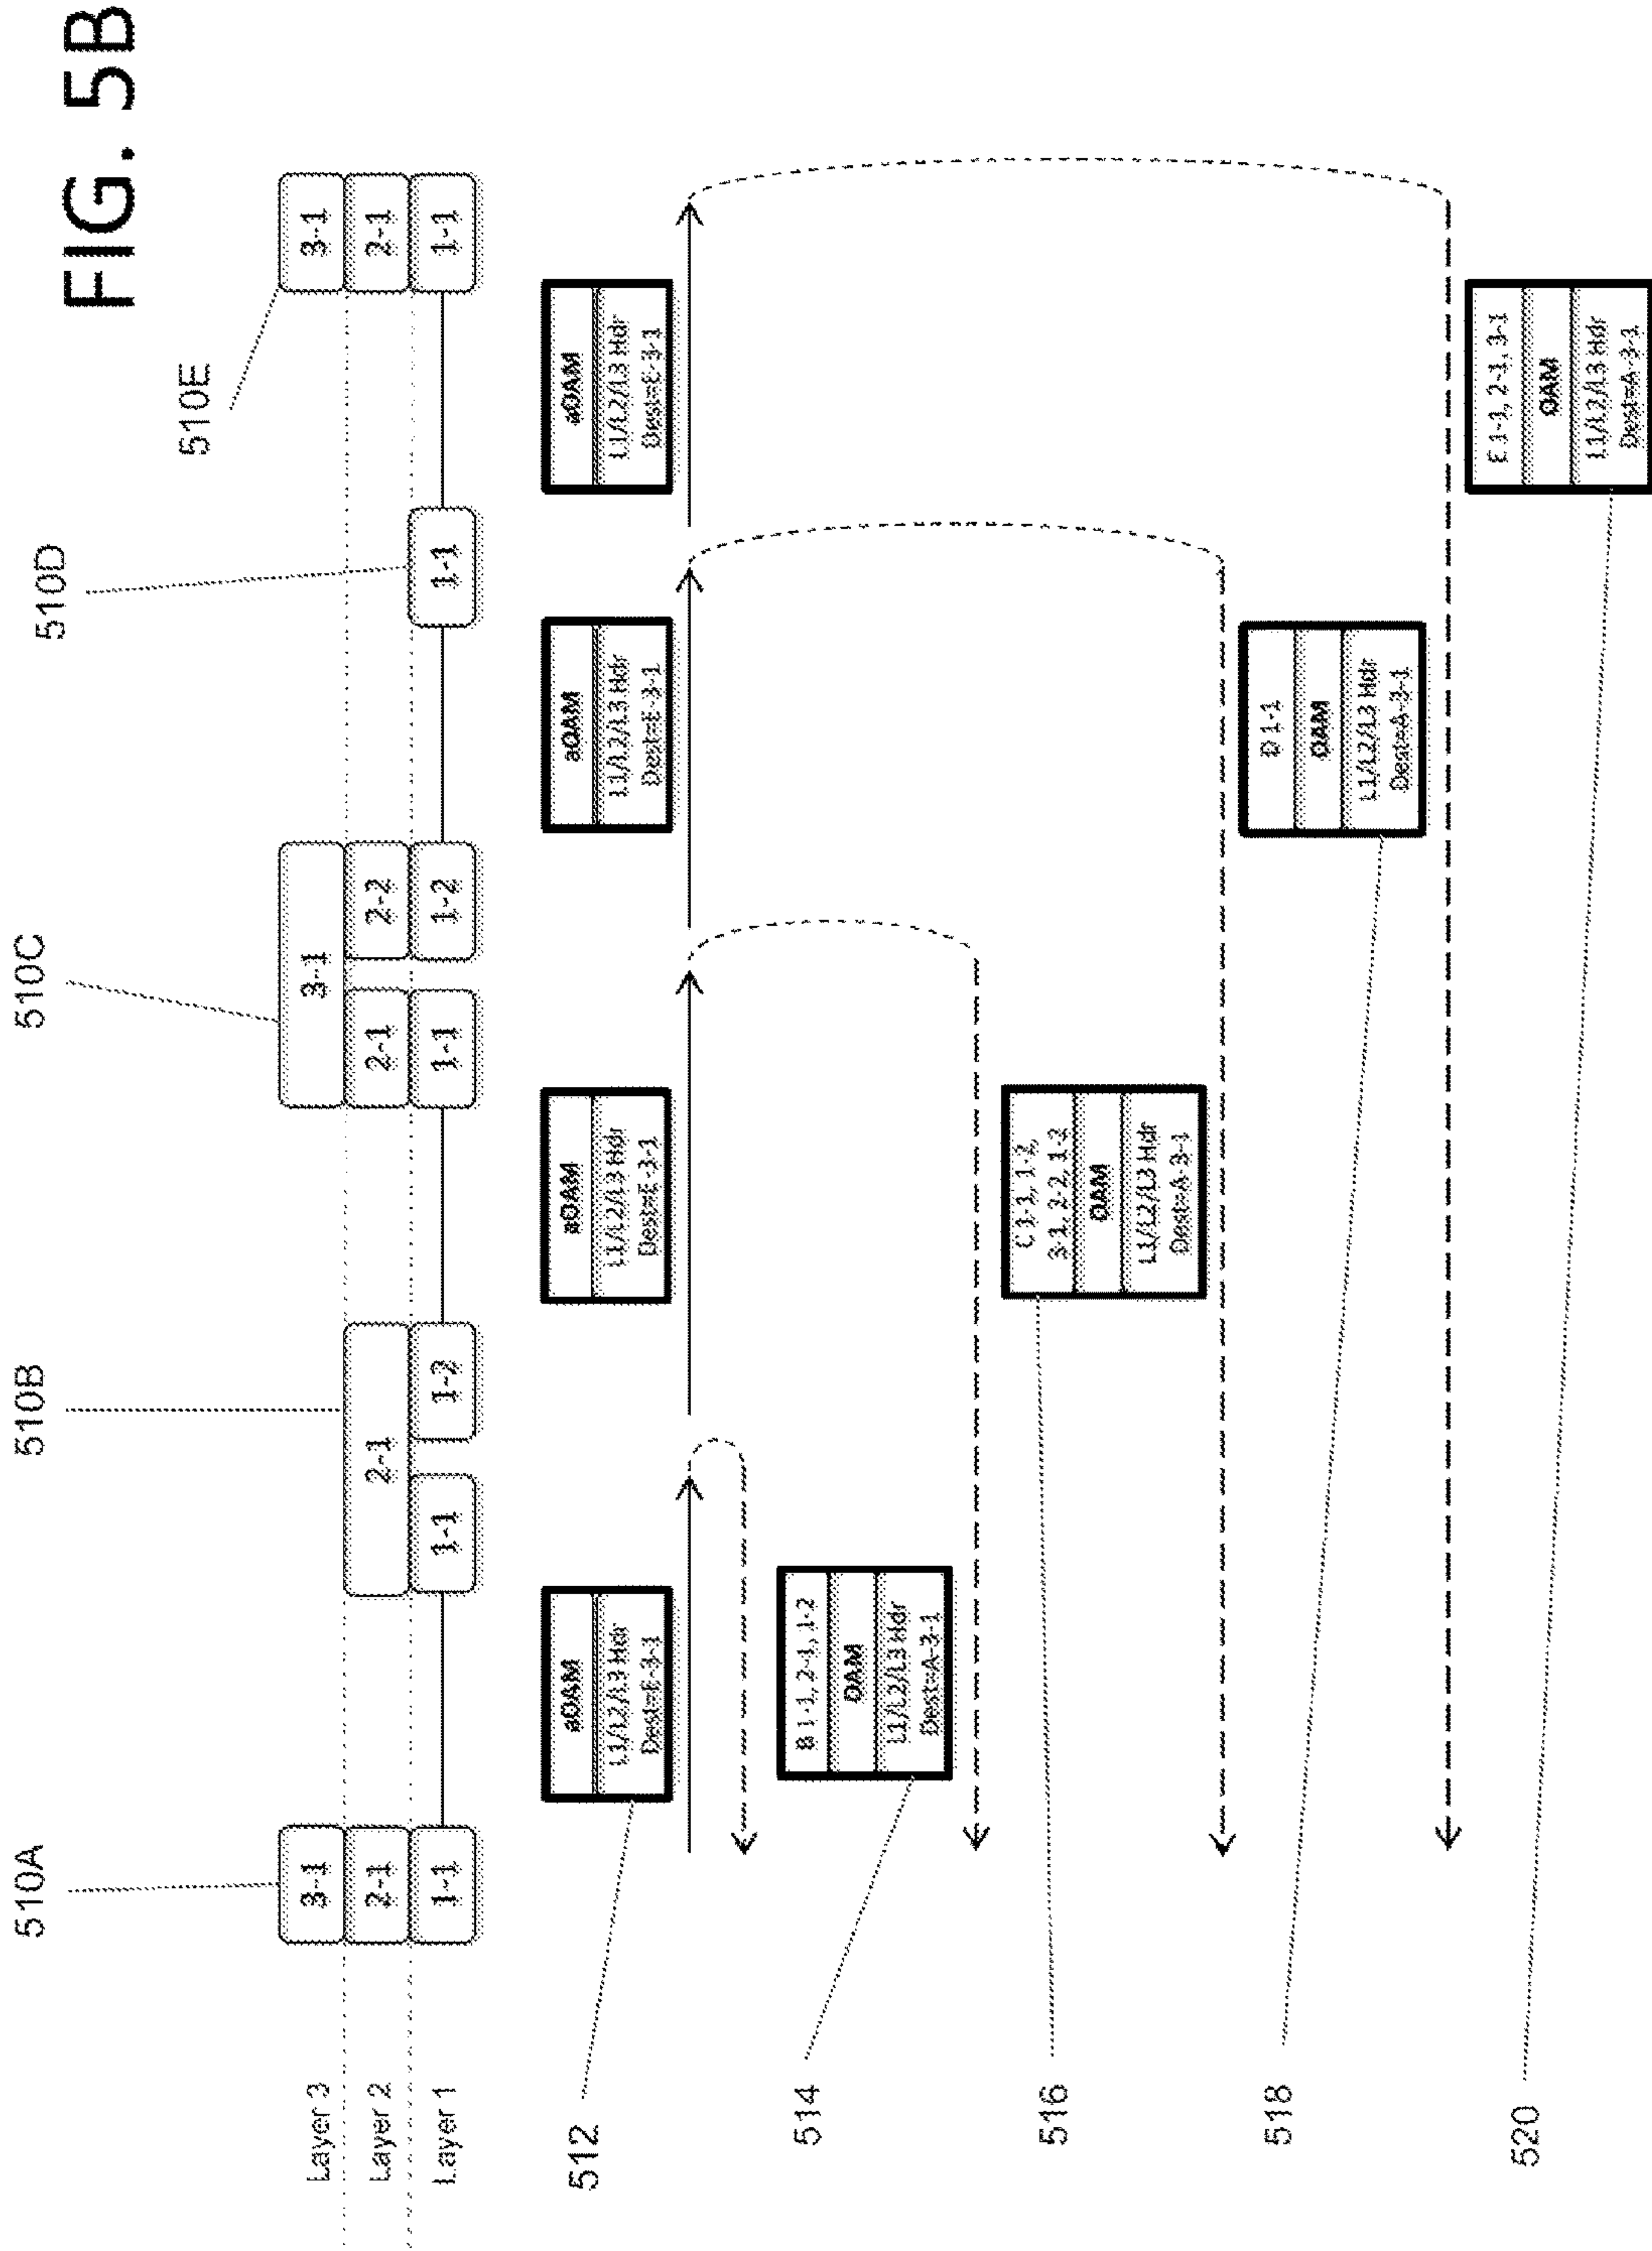 FIG. 5B
510A
510B
510C
510D
510E
Layer 3
3-1
3-1
3-1
Layer 2
2-1
2-1
2-1
2-2
2-1
Layer 1
1-1
1-1
1-2
1-1
1-2
1-1
1-1
512
aOAM
L1/L2/L3 Hdr
Dest=E-3-1
aOAM
L1/L2/L3 Hdr
Dest=E-3-1
aOAM
L1/L2/L3 Hdr
Dest=E-3-1
aOAM
L1/L2/L3 Hdr
Dest=E-3-1
514
B 1-1, 2-1, 1-2
OAM
L1/L2/L3 Hdr
Dest=A-3-1
516
C 1-1, 1-2,
3-1, 2-2, 1-2
OAM
L1/L2/L3 Hdr
Dest=A-3-1
518
D 1-1
OAM
L1/L2/L3 Hdr
Dest=A-3-1
520
E 1-1, 2-1, 3-1
OAM
L1/L2/L3 Hdr
Dest=A-3-1